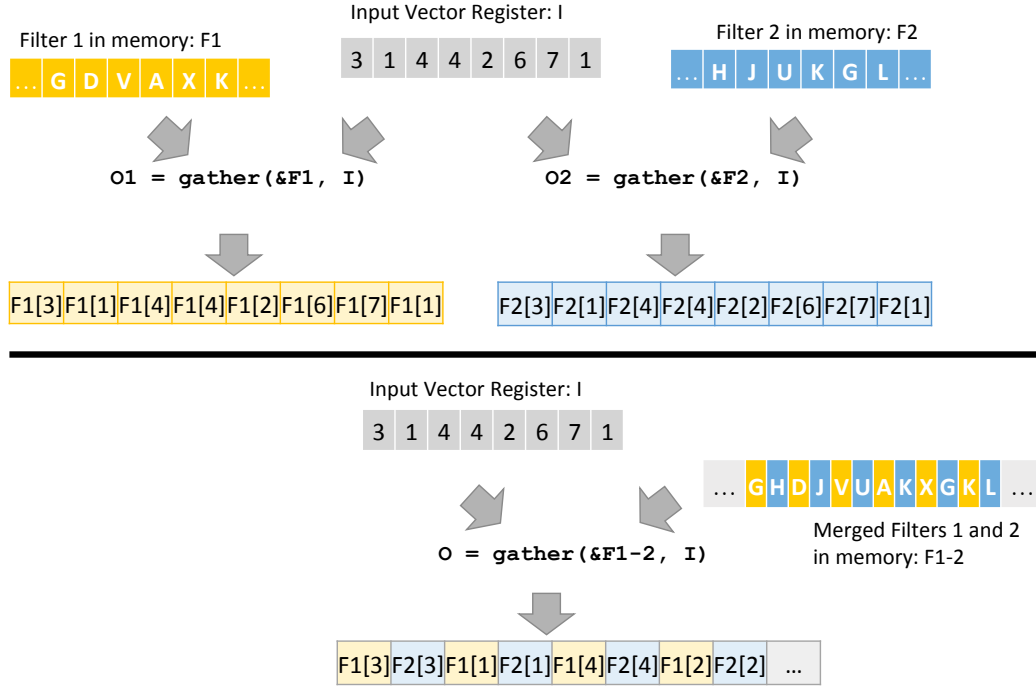 Input Vector Register: I
Filter 1 in memory: F1
Filter 2 in memory: F2
... G D V A X K ...
3 1 4 4 2 6 7 1
... H J U K G L ...
O1 = gather(&F1, I)
O2 = gather(&F2, I)
F1[3] F1[1] F1[4] F1[4] F1[2] F1[6] F1[7] F1[1]
F2[3] F2[1] F2[4] F2[4] F2[2] F2[6] F2[7] F2[1]
Input Vector Register: I
3 1 4 4 2 6 7 1
... G H D J V U A K X G K L ...
Merged Filters 1 and 2
in memory: F1-2
O = gather(&F1-2, I)
F1[3] F2[3] F1[1] F2[1] F1[4] F2[4] F1[2] F2[2] ...